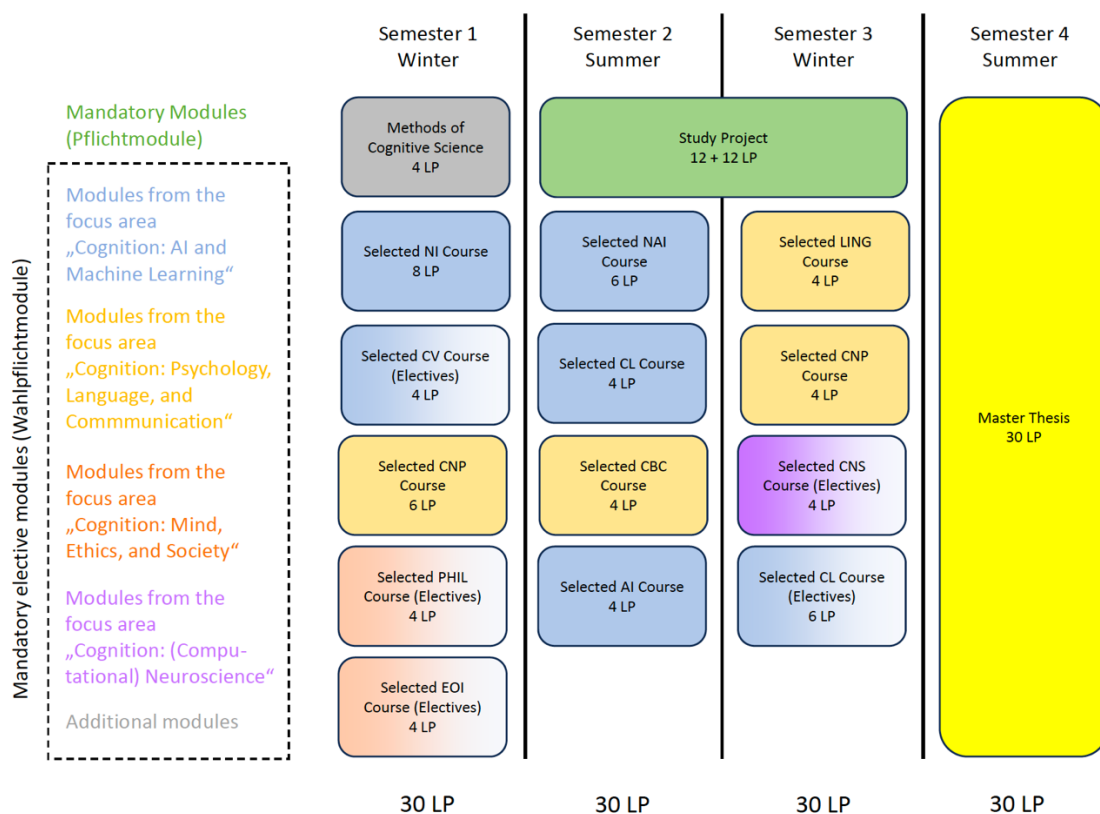 Semester 1
Winter
Semester 2
Summer
Semester 3
Winter
Semester 4
Summer
Mandatory Modules
(Pflichtmodule)
Methods of
Cognitive Science
4 LP
Study Project
12 + 12 LP
Mandatory elective modules (Wahlpflichtmodule)
Modules from the
focus area
„Cognition: AI and
Machine Learning“
Modules from the
focus area
„Cognition: Psychology,
Language, and
Commmunication“
Modules from the
focus area
„Cognition: Mind,
Ethics, and Society“
Modules from the
focus area
„Cognition: (Compu-
tational) Neuroscience“
Additional modules
Selected NI Course
8 LP
Selected NAI
Course
6 LP
Selected LING
Course
4 LP
Selected CV Course
(Electives)
4 LP
Selected CL Course
4 LP
Selected CNP
Course
4 LP
Master Thesis
30 LP
Selected CNP
Course
6 LP
Selected CBC
Course
4 LP
Selected CNS
Course (Electives)
4 LP
Selected PHIL
Course (Electives)
4 LP
Selected AI Course
4 LP
Selected CL Course
(Electives)
6 LP
Selected EOI
Course (Electives)
4 LP
30 LP
30 LP
30 LP
30 LP